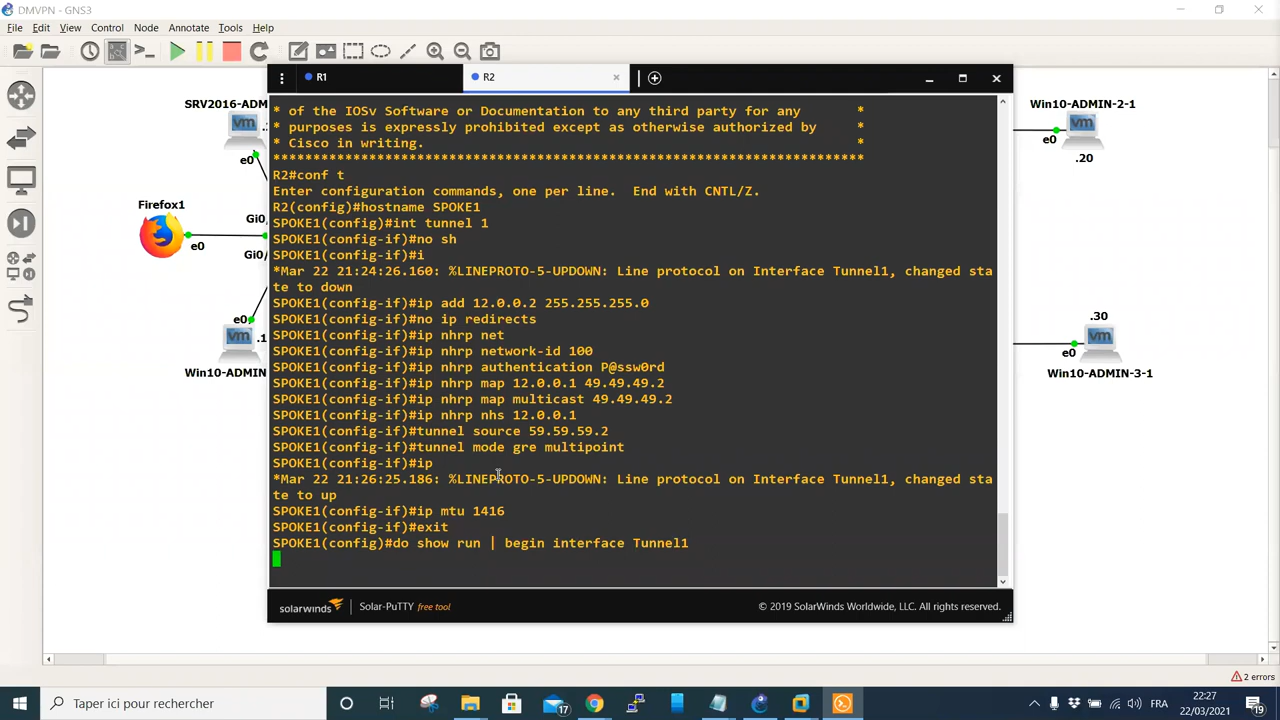 DMVPN - GNS3
File Edit View Control Node Annotate Tools Help
R1
R2
SRV2016-ADM
e0
Firefox1
e0
Gi0/
Gi0/
e0
.1
Win10-ADMIN
Win10-ADMIN-2-1
e0
.20
.30
e0
Win10-ADMIN-3-1
* of the IOSv Software or Documentation to any third party for any *
* purposes is expressly prohibited except as otherwise authorized by *
* Cisco in writing. *
**************************************************************************
R2#conf t
Enter configuration commands, one per line. End with CNTL/Z.
R2(config)#hostname SPOKE1
SPOKE1(config)#int tunnel 1
SPOKE1(config-if)#no sh
SPOKE1(config-if)#i
*Mar 22 21:24:26.160: %LINEPROTO-5-UPDOWN: Line protocol on Interface Tunnel1, changed sta
te to down
SPOKE1(config-if)#ip add 12.0.0.2 255.255.255.0
SPOKE1(config-if)#no ip redirects
SPOKE1(config-if)#ip nhrp net
SPOKE1(config-if)#ip nhrp network-id 100
SPOKE1(config-if)#ip nhrp authentication P@ssw0rd
SPOKE1(config-if)#ip nhrp map 12.0.0.1 49.49.49.2
SPOKE1(config-if)#ip nhrp map multicast 49.49.49.2
SPOKE1(config-if)#ip nhrp nhs 12.0.0.1
SPOKE1(config-if)#tunnel source 59.59.59.2
SPOKE1(config-if)#tunnel mode gre multipoint
SPOKE1(config-if)#ip
*Mar 22 21:26:25.186: %LINEPROTO-5-UPDOWN: Line protocol on Interface Tunnel1, changed sta
te to up
SPOKE1(config-if)#ip mtu 1416
SPOKE1(config-if)#exit
SPOKE1(config)#do show run | begin interface Tunnel1
solarwinds Solar-PuTTY free tool © 2019 SolarWinds Worldwide, LLC. All rights reserved.
2 errors
Taper ici pour rechercher
17
FRA
22:27
22/03/2021
19